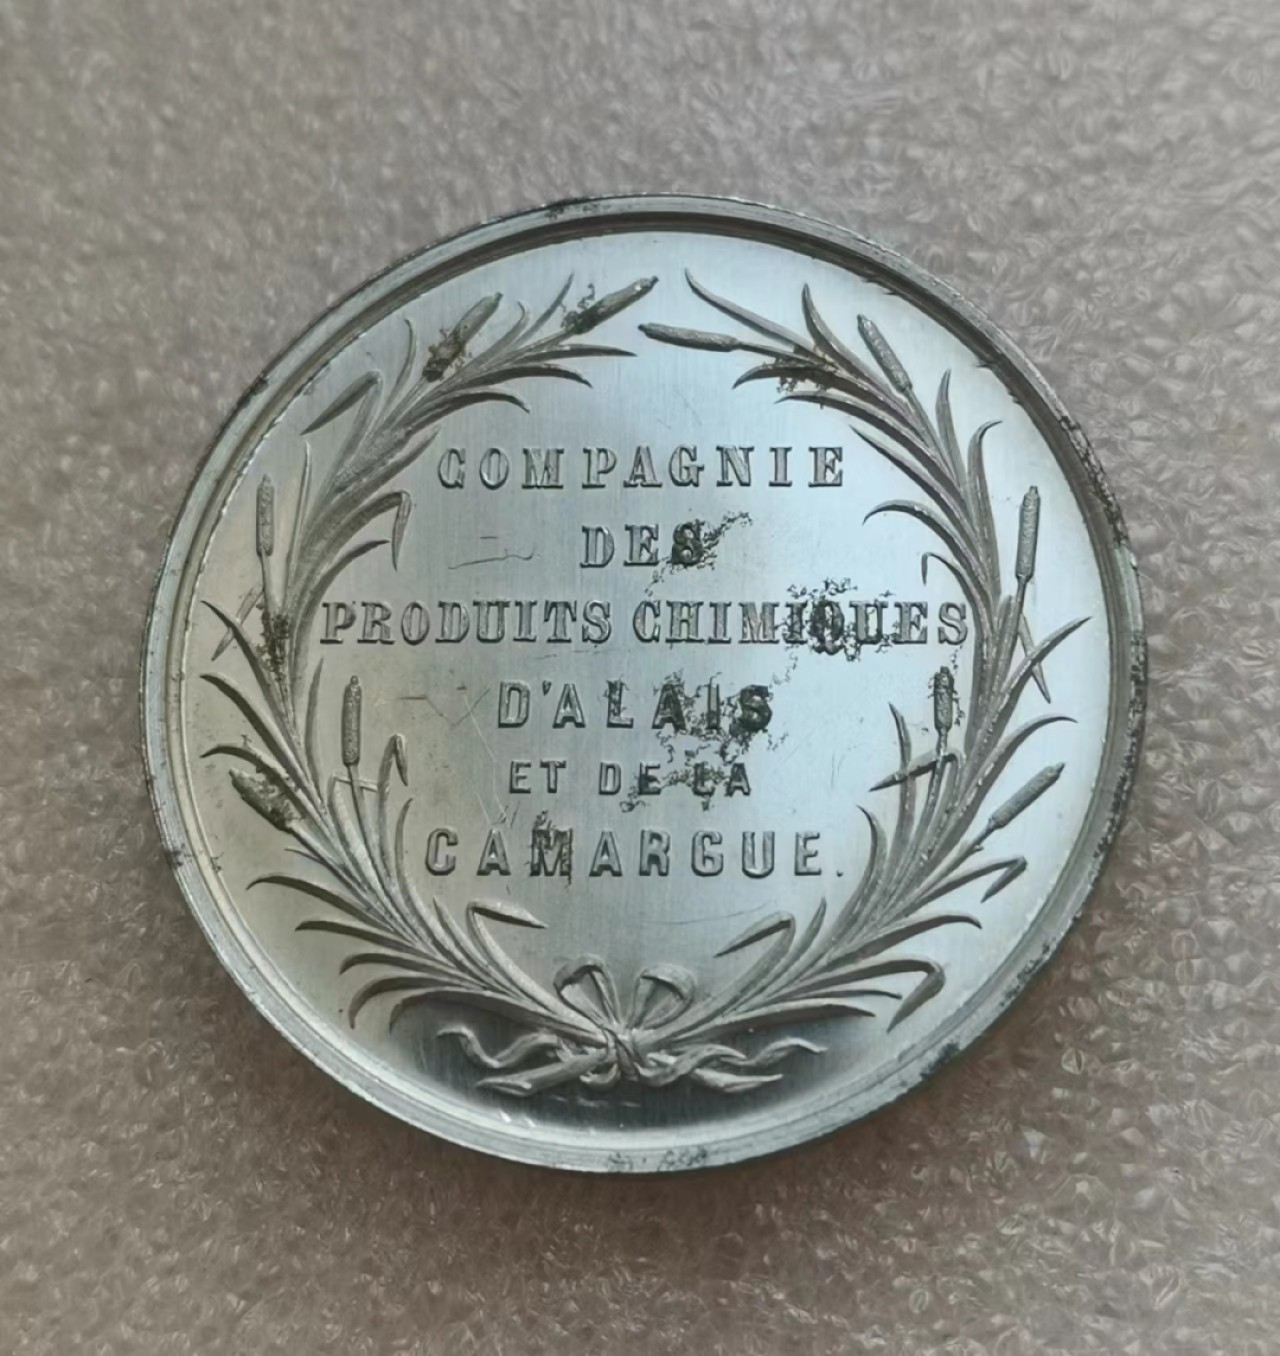 COMPAGNIE
DES
PRODUITS CHIMIQUES
D'ALAIS
ET DE LA
CAMARGUE.